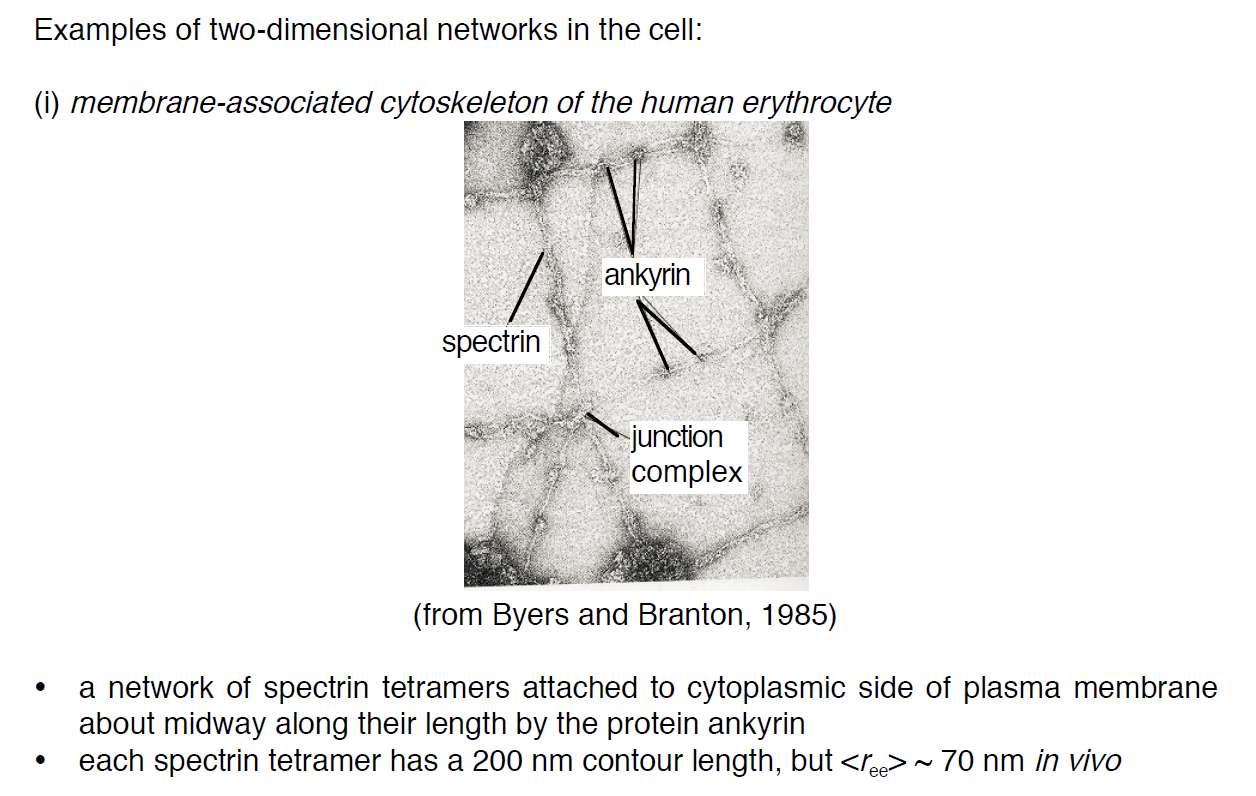 Examples of two-dimensional networks in the cell:
(i) membrane-associated cytoskeleton of the human erythrocyte
ankyrin
spectrin
junction
complex
(from Byers and Branton, 1985)
• a network of spectrin tetramers attached to cytoplasmic side of plasma membrane
about midway along their length by the protein ankyrin
• each spectrin tetramer has a 200 nm contour length, but <r_ee> ~ 70 nm in vivo